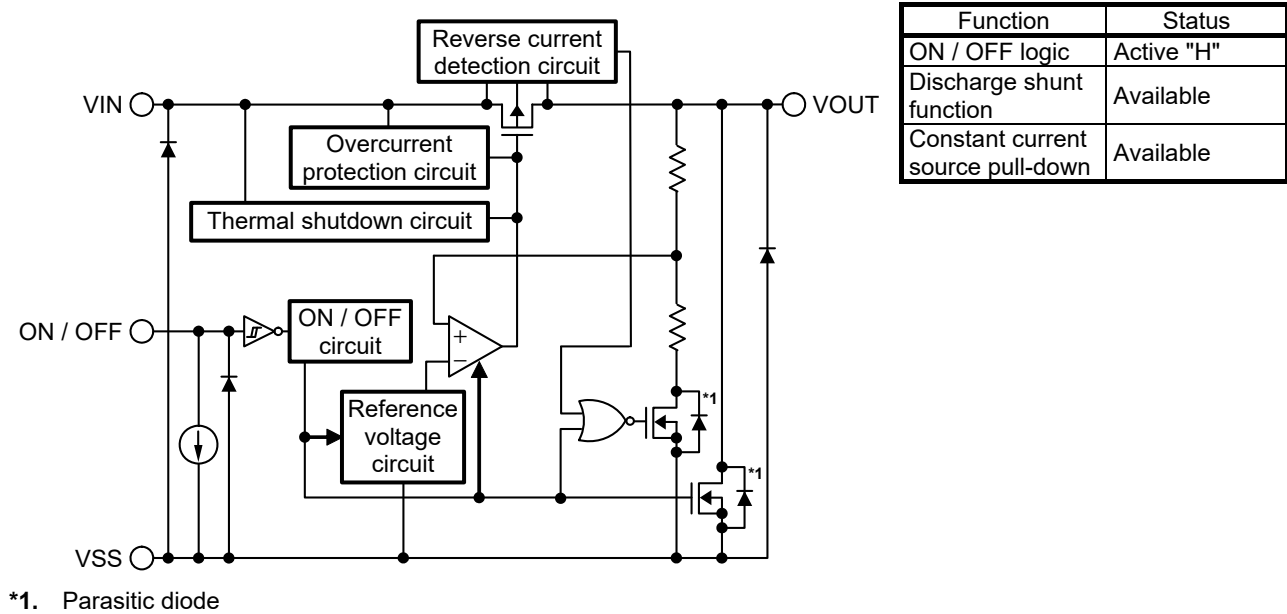 Reverse current
detection circuit
VIN
VOUT
Overcurrent
protection circuit
Thermal shutdown circuit
ON / OFF
ON / OFF
circuit
+
−
Reference
voltage
circuit
*1
*1
VSS
*1. Parasitic diode
Function Status
ON / OFF logic Active "H"
Discharge shunt
function
Available
Constant current
source pull-down
Available